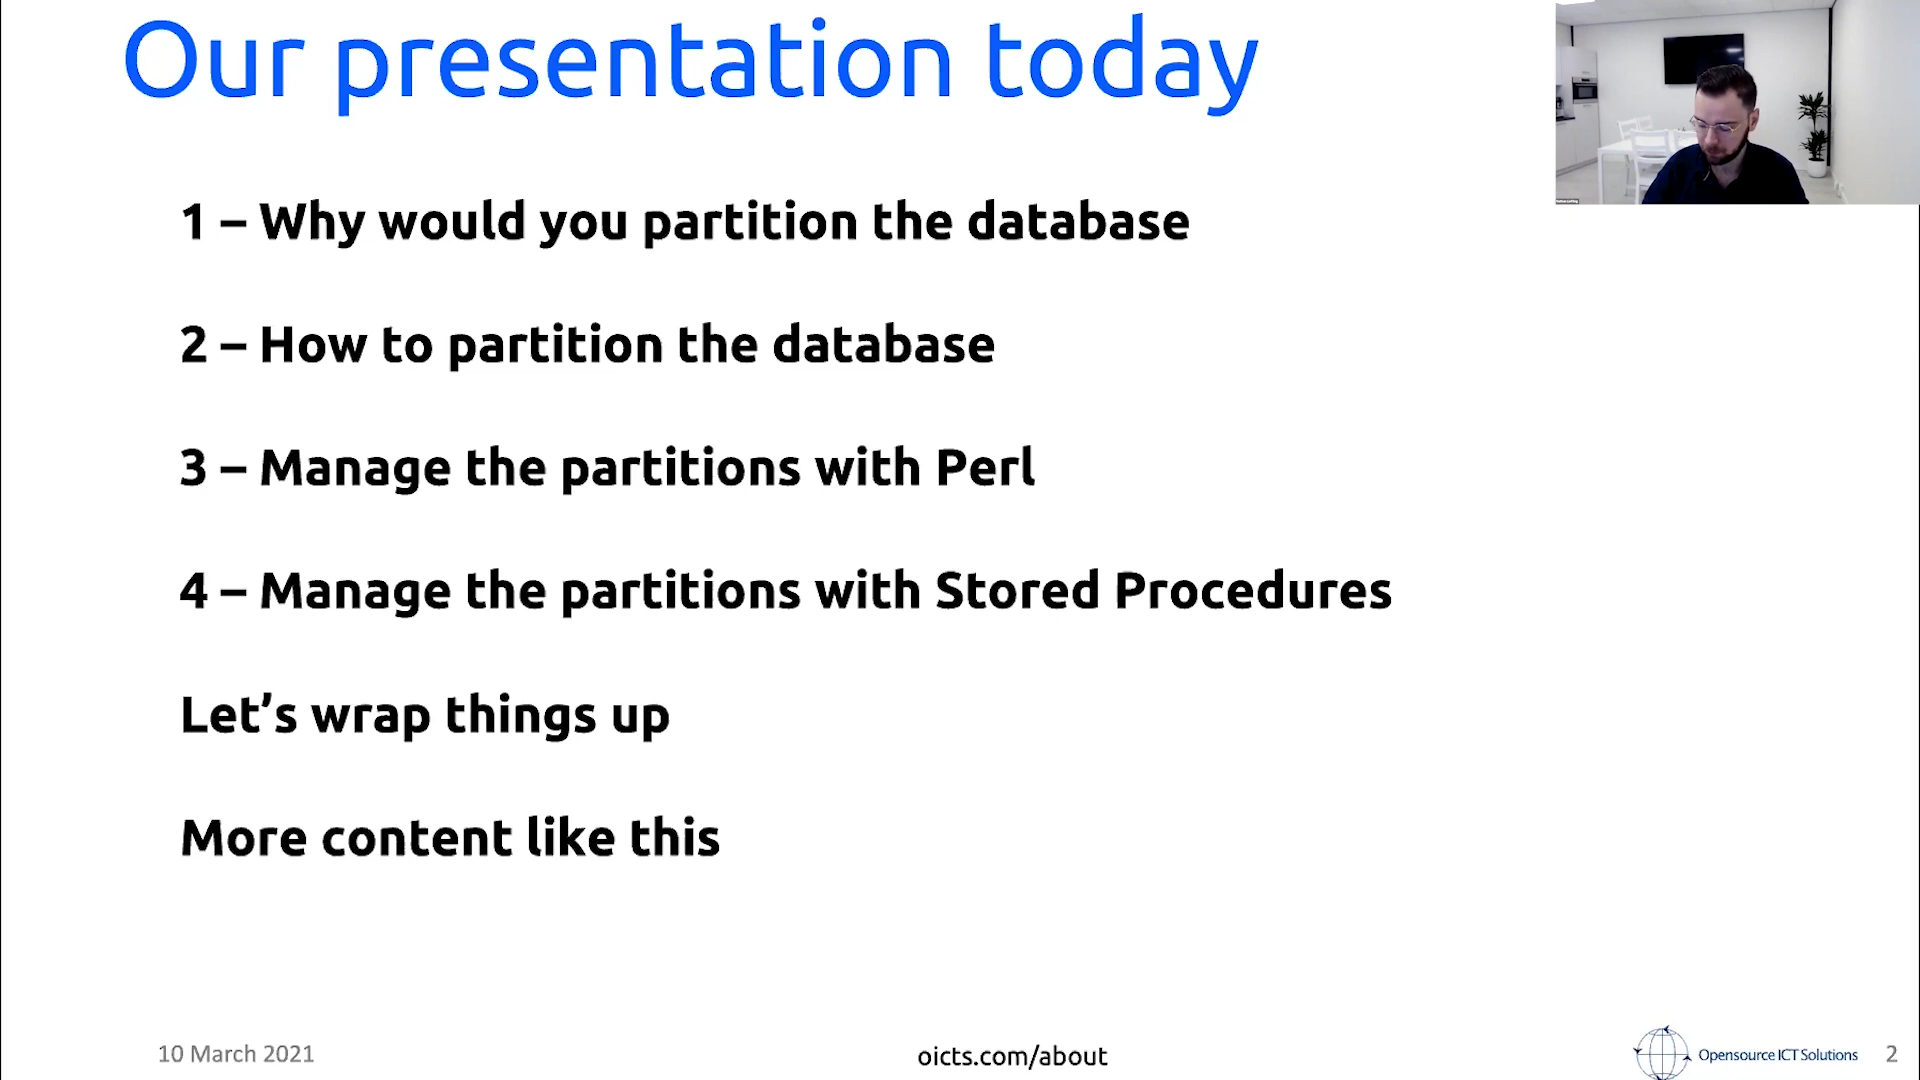 Our presentation today
1 – Why would you partition the database
2 – How to partition the database
3 – Manage the partitions with Perl
4 – Manage the partitions with Stored Procedures
Let’s wrap things up
More content like this
10 March 2021
oicts.com/about
Opensource ICT Solutions
2